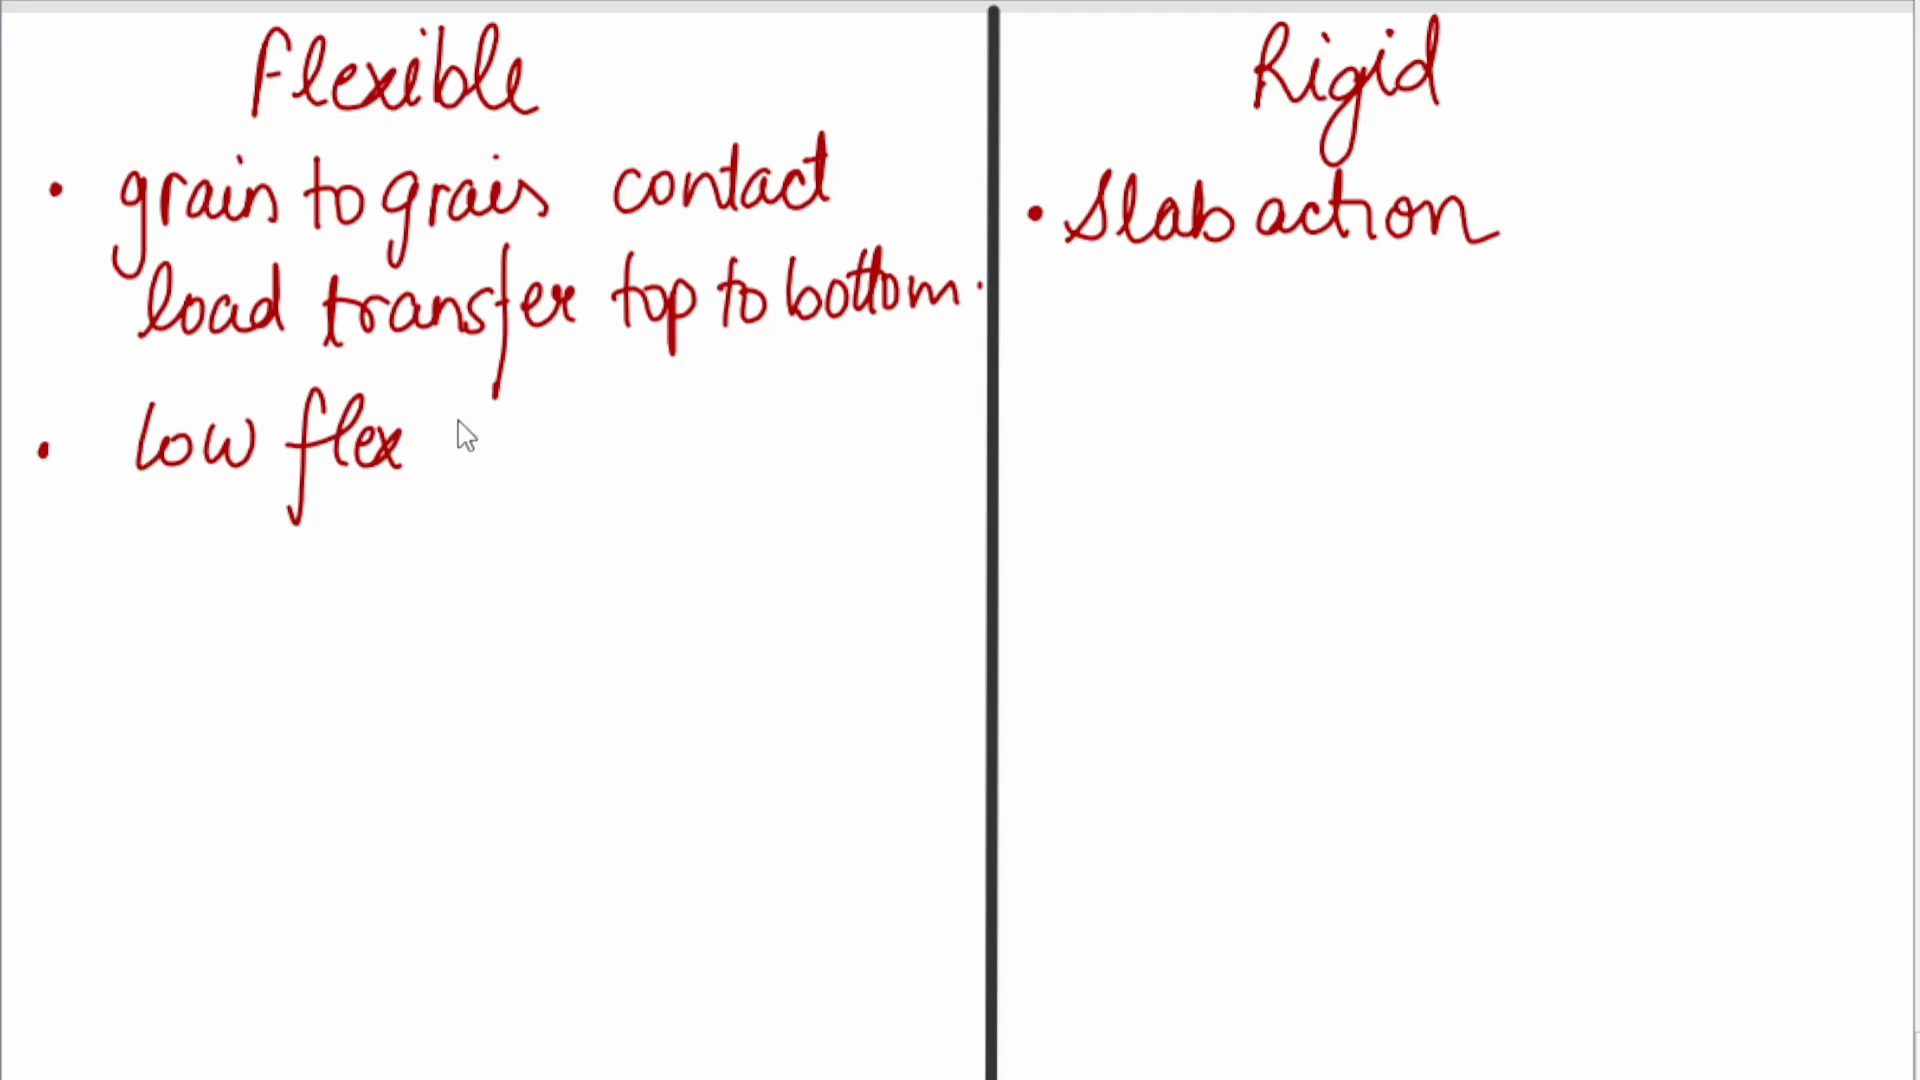 Flexible
• grain to grain contact
load transfer top to bottom.
• low flex
Rigid
• Slab action